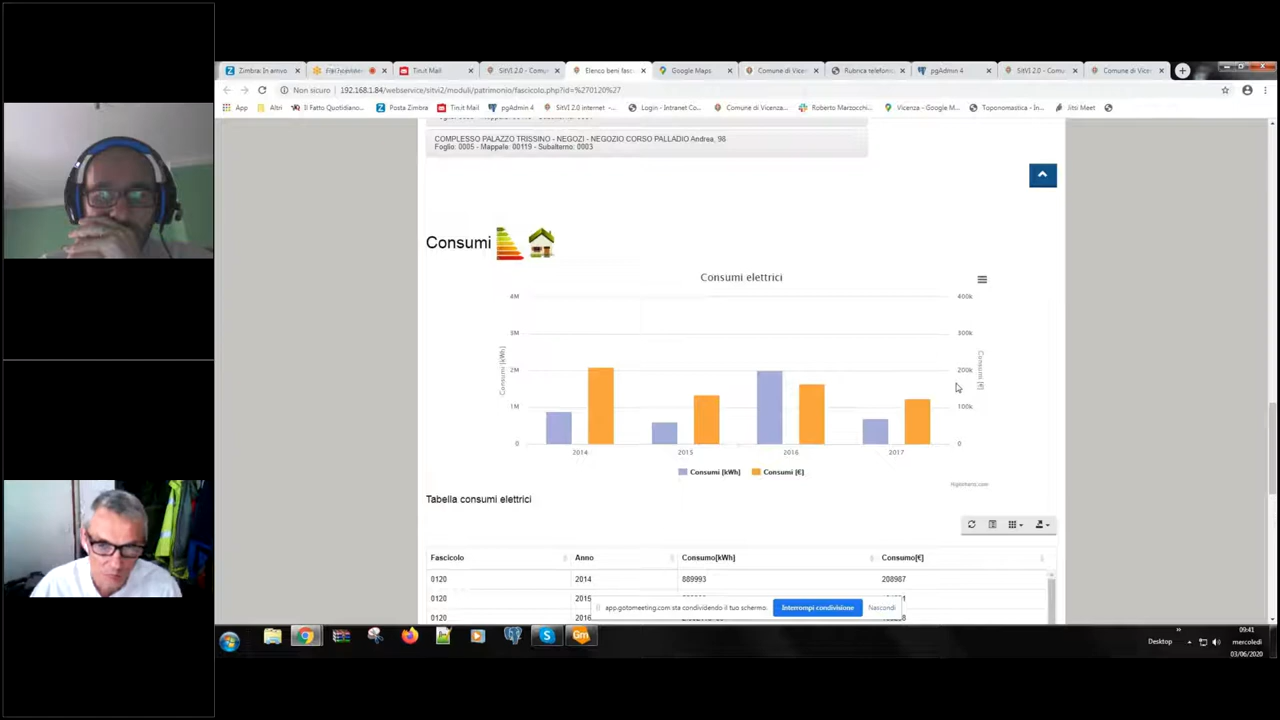 Zimbra: In arrivo
Tin.it Mail
SitVI 2.0 - Comu
Elenco beni fasc
Google Maps
Comune di Vicen
Rubrica telefonic
pgAdmin 4
SitVI 2.0 - Comu
Comune di Vicen
Non sicuro 192.168.1.84/webservice/sitvi2/moduli/patrimonio/fascicolo.php?id=%270120%27
App Altri Il Fatto Quotidiano... Posta Zimbra Tin.it Mail pgAdmin 4 SITVI 2.0 internet -... Login - Intranet Co... Comune di Vicenza... Roberto Marzocchi... Vicenza - Google M... Toponomastica - In... Jitsi Meet
COMPLESSO PALAZZO TRISSINO - NEGOZI - NEGOZIO CORSO PALLADIO Andrea, 98
Foglio: 0005 - Mappale: 00119 - Subalterno: 0003
Consumi
Consumi elettrici
4M
3M
2M
1M
0
Consumi [kWh]
400k
300k
200k
100k
0
Consumi [€]
2014 2015 2016 2017
Consumi [kWh] Consumi [€]
Highcharts.com
Tabella consumi elettrici
Fascicolo Anno Consumo[kWh] Consumo[€]
0120 2014 889993 208987
0120 2015
0120 2016
app.gotomeeting.com sta condividendo il tuo schermo. Interrompi condivisione Nascondi
Desktop
09:41
mercoledì
03/06/2020